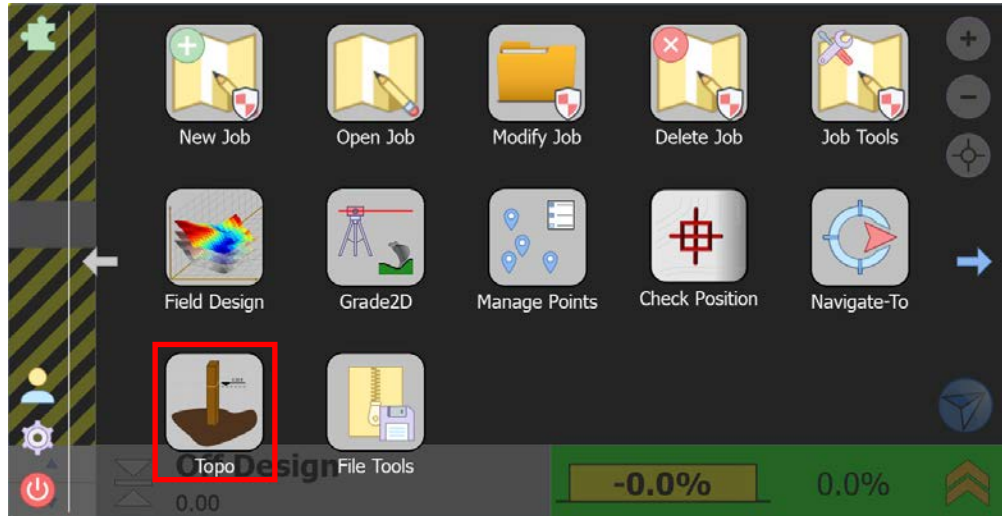 New Job
Open Job
Modify Job
Delete Job
Job Tools
Field Design
Grade2D
Manage Points
Check Position
Navigate-To
Topo
File Tools
Off Design
0.00
-0.0%
0.0%